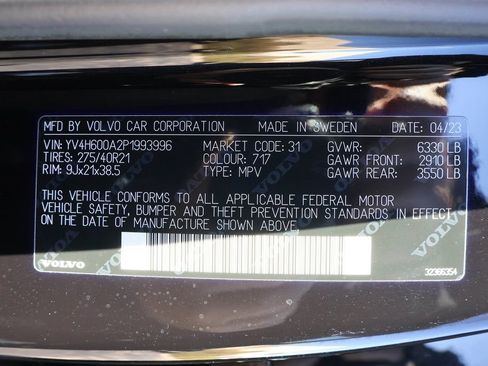 MFD BY VOLVO CAR CORPORATION MADE IN SWEDEN DATE: 04/23
VIN: YV4H600A2P1993996 MARKET CODE: 31 GVWR: 6330 LB
TIRES: 275/40R21 COLOUR: 717 GAWR FRONT: 2910 LB
RIM: 9Jx21x38.5 TYPE: MPV GAWR REAR: 3550 LB
THIS VEHICLE CONFORMS TO ALL APPLICABLE FEDERAL MOTOR
VEHICLE SAFETY, BUMPER AND THEFT PREVENTION STANDARDS IN EFFECT
ON THE DATE OF MANUFACTURE SHOWN ABOVE.
VOLVO
32366354